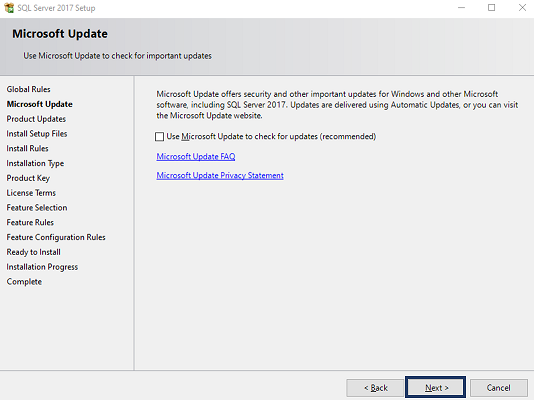 SQL Server 2017 Setup
Microsoft Update
Use Microsoft Update to check for important updates
Global Rules
Microsoft Update
Product Updates
Install Setup Files
Install Rules
Installation Type
Product Key
License Terms
Feature Selection
Feature Rules
Feature Configuration Rules
Ready to Install
Installation Progress
Complete
Microsoft Update offers security and other important updates for Windows and other Microsoft
software, including SQL Server 2017. Updates are delivered using Automatic Updates, or you can visit
the Microsoft Update website.
Use Microsoft Update to check for updates (recommended)
Microsoft Update FAQ
Microsoft Update Privacy Statement
< Back
Next >
Cancel